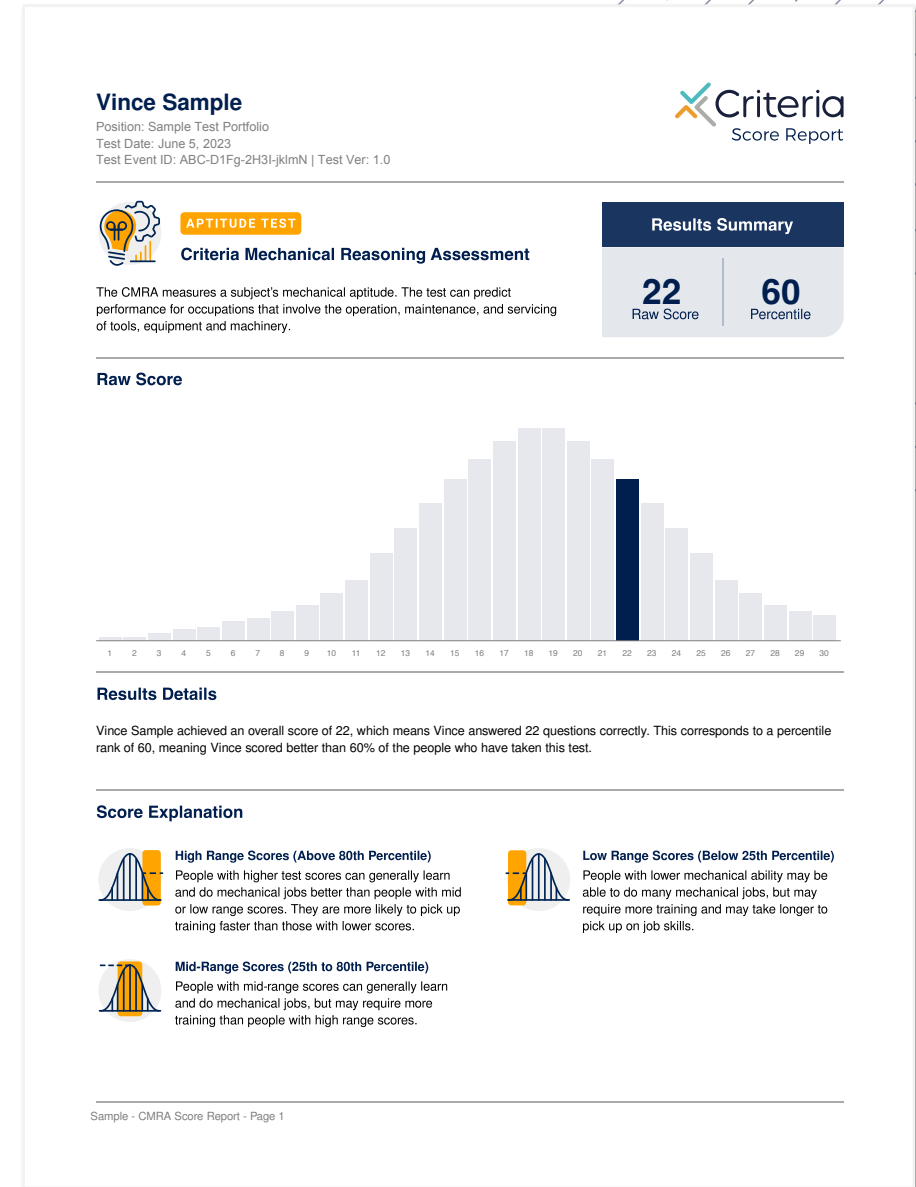 Vince Sample
Position: Sample Test Portfolio
Test Date: June 5, 2023
Test Event ID: ABC-D1Fg-2H3I-jklmN | Test Ver: 1.0
Criteria
Score Report
APTITUDE TEST
Criteria Mechanical Reasoning Assessment
The CMRA measures a subject's mechanical aptitude. The test can predict
performance for occupations that involve the operation, maintenance, and servicing
of tools, equipment and machinery.
Results Summary
22
Raw Score
60
Percentile
Raw Score
1 2 3 4 5 6 7 8 9 10 11 12 13 14 15 16 17 18 19 20 21 22 23 24 25 26 27 28 29 30
Results Details
Vince Sample achieved an overall score of 22, which means Vince answered 22 questions correctly. This corresponds to a percentile
rank of 60, meaning Vince scored better than 60% of the people who have taken this test.
Score Explanation
High Range Scores (Above 80th Percentile)
People with higher test scores can generally learn
and do mechanical jobs better than people with mid
or low range scores. They are more likely to pick up
training faster than those with lower scores.
Low Range Scores (Below 25th Percentile)
People with lower mechanical ability may be
able to do many mechanical jobs, but may
require more training and may take longer to
pick up on job skills.
Mid-Range Scores (25th to 80th Percentile)
People with mid-range scores can generally learn
and do mechanical jobs, but may require more
training than people with high range scores.
Sample - CMRA Score Report - Page 1